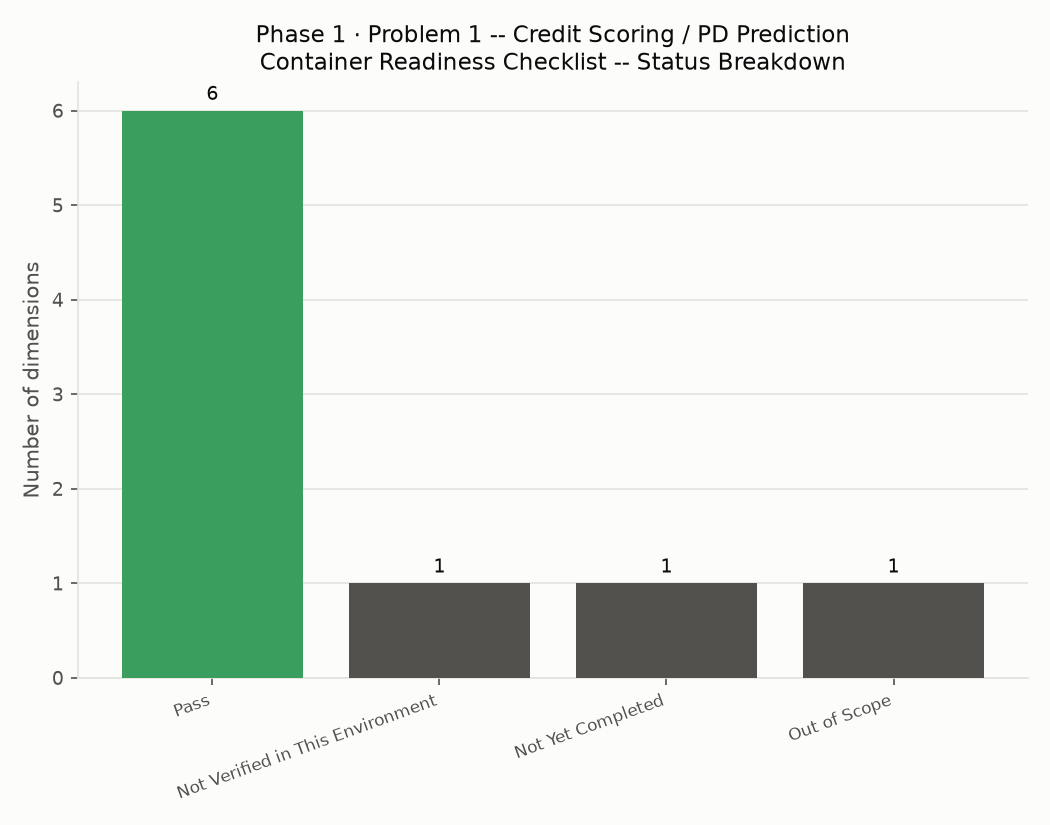 Phase 1 · Problem 1 -- Credit Scoring / PD Prediction
Container Readiness Checklist -- Status Breakdown
6
6
5
4
3
2
1
0
1
1
1
Number of dimensions
Pass
Not Verified in This Environment
Not Yet Completed
Out of Scope